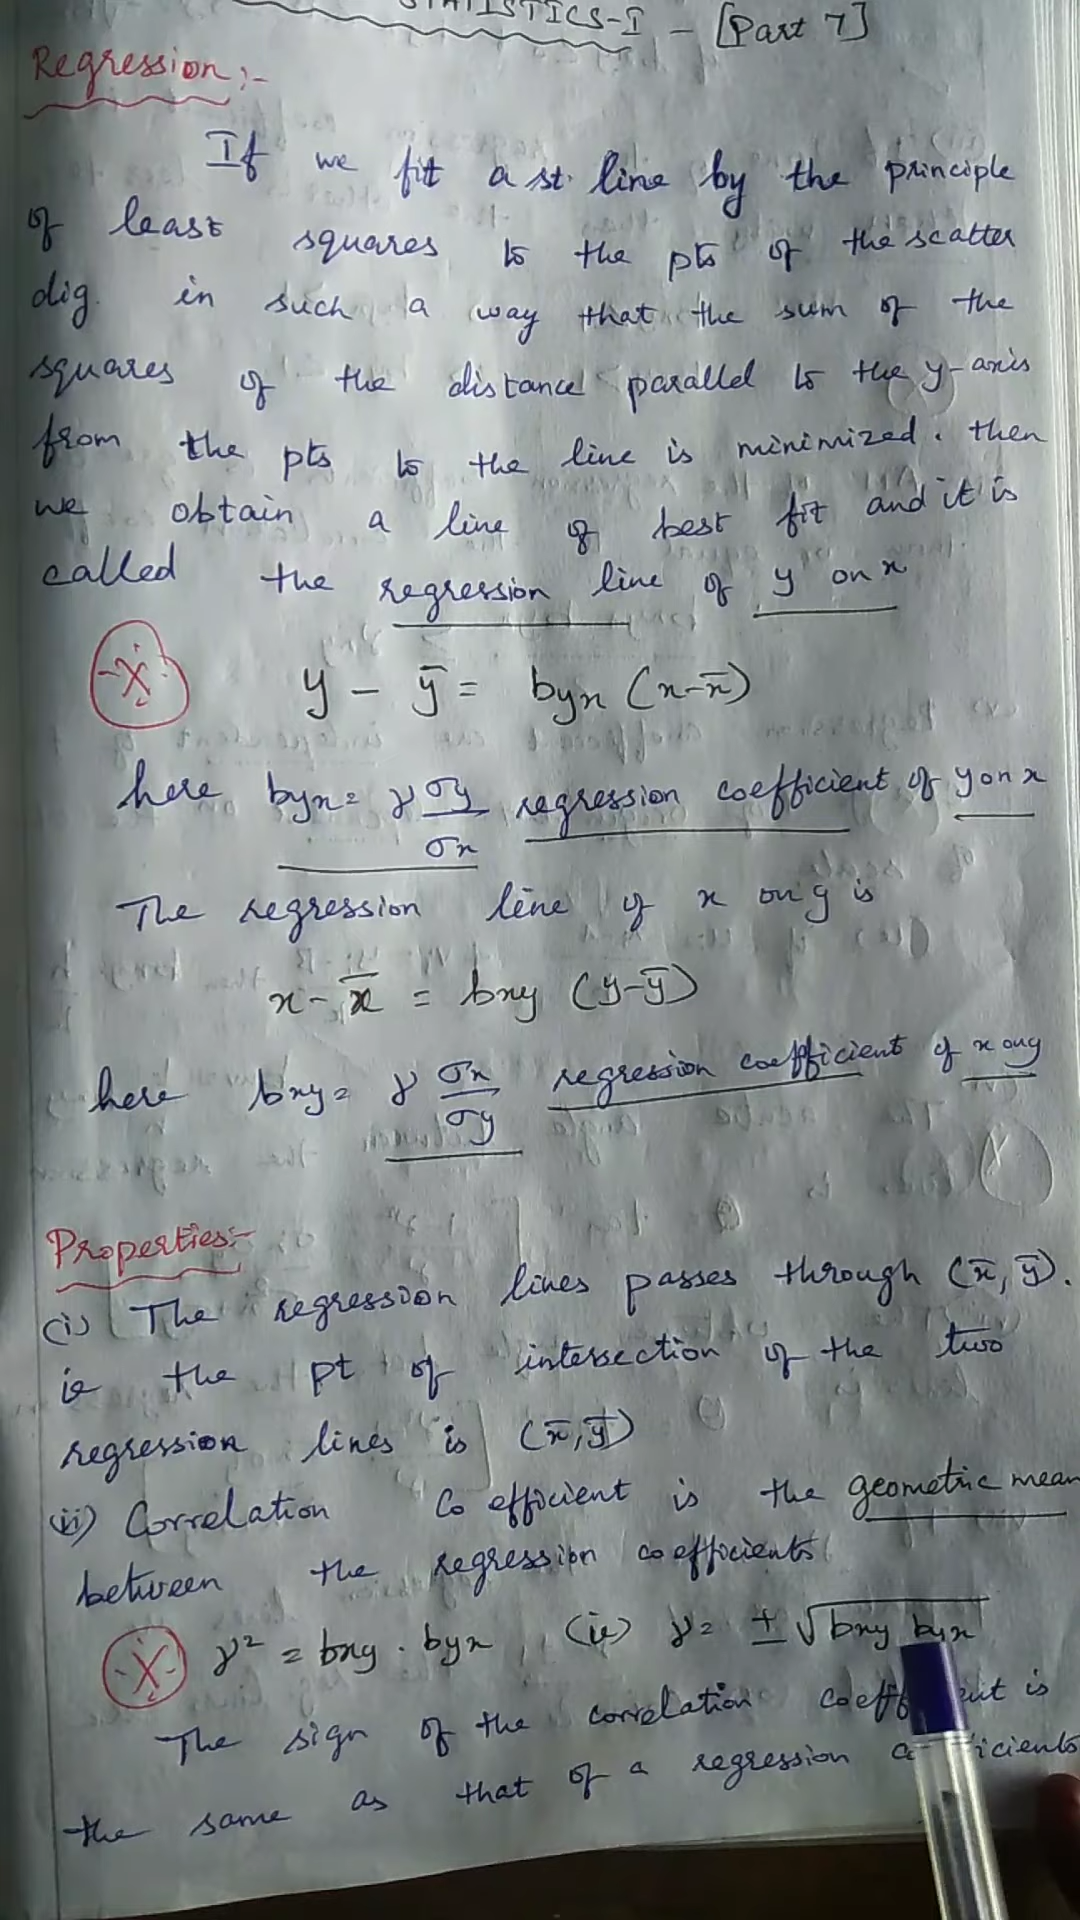 STATISTICS-I - [Part 7]
Regression :-
If we fit a st. line by the principle
of least squares to the pts of the scatter
dig. in such a way that the sum of the
squares of the distance parallel to the y-axis
from the pts to the line is minimized. then
we obtain a line of best fit and it is
called the regression line of y on x
y - ȳ = byx (x-x̄)
here byx = γ σy/σx regression coefficient of y on x
The regression line of x on y is
x - x̄ = bxy (y-ȳ)
here bxy = γ σx/σy regression coefficient of x on y
Properties:-
(i) The regression lines passes through (x̄, ȳ).
ie the pt of intersection of the two
regression lines is (x̄, ȳ)
(ii) Correlation Co efficient is the geometric mean
between the regression coefficients
γ² = bxy . byx, (ie) γ = ± √bxy byx
The sign of the correlation is
the same as that of a regression